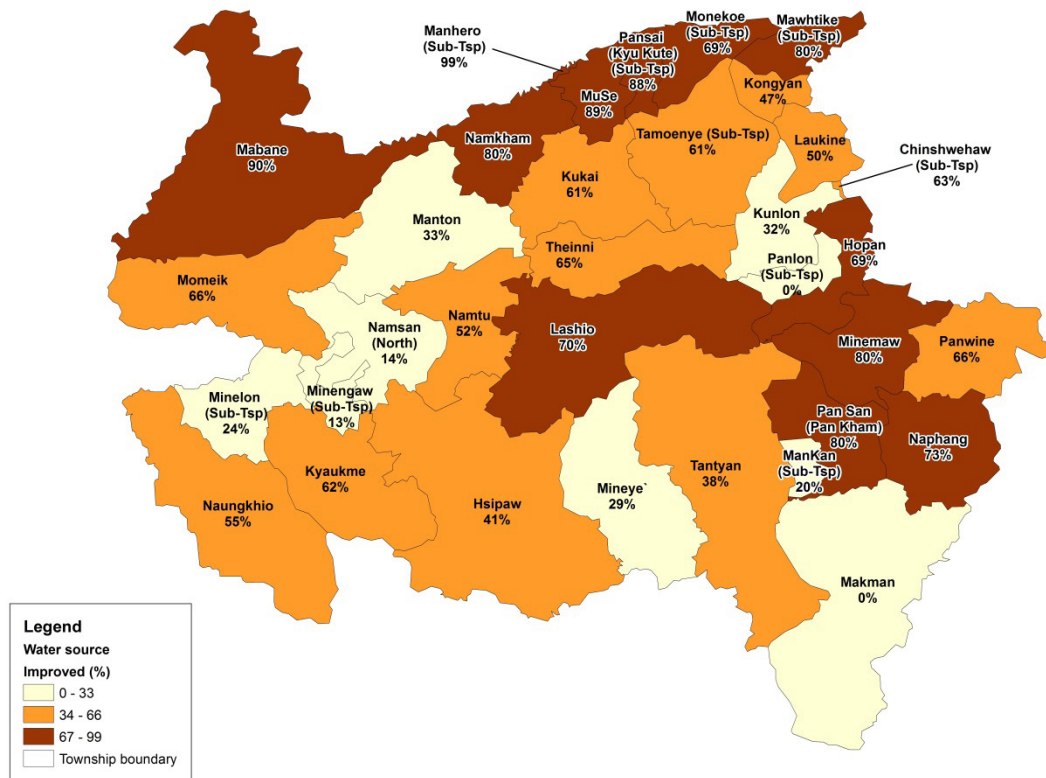 Manhero
(Sub-Tsp)
99%
Pansai
(Kyu Kute)
(Sub-Tsp)
88%
Monekoe
(Sub-Tsp)
69%
Mawhtike
(Sub-Tsp)
80%
MuSe
89%
Kongyan
47%
Mabane
90%
Namkham
80%
Tamoenye (Sub-Tsp)
61%
Laukine
50%
Chinshwehaw
(Sub-Tsp)
63%
Kukai
61%
Manton
33%
Kunlon
32%
Hopan
69%
Theinni
65%
Panlon
(Sub-Tsp)
0%
Momeik
66%
Namtu
52%
Namsan
(North)
14%
Lashio
70%
Minemaw
80%
Panwine
66%
Minelon
(Sub-Tsp)
24%
Minengaw
(Sub-Tsp)
13%
Pan San
(Pan Kham)
80%
Naphang
73%
ManKan
(Sub-Tsp)
20%
Kyaukme
62%
Tantyan
38%
Mineye`
29%
Hsipaw
41%
Naungkhio
55%
Makman
0%
Legend
Water source
Improved (%)
0 - 33
34 - 66
67 - 99
Township boundary